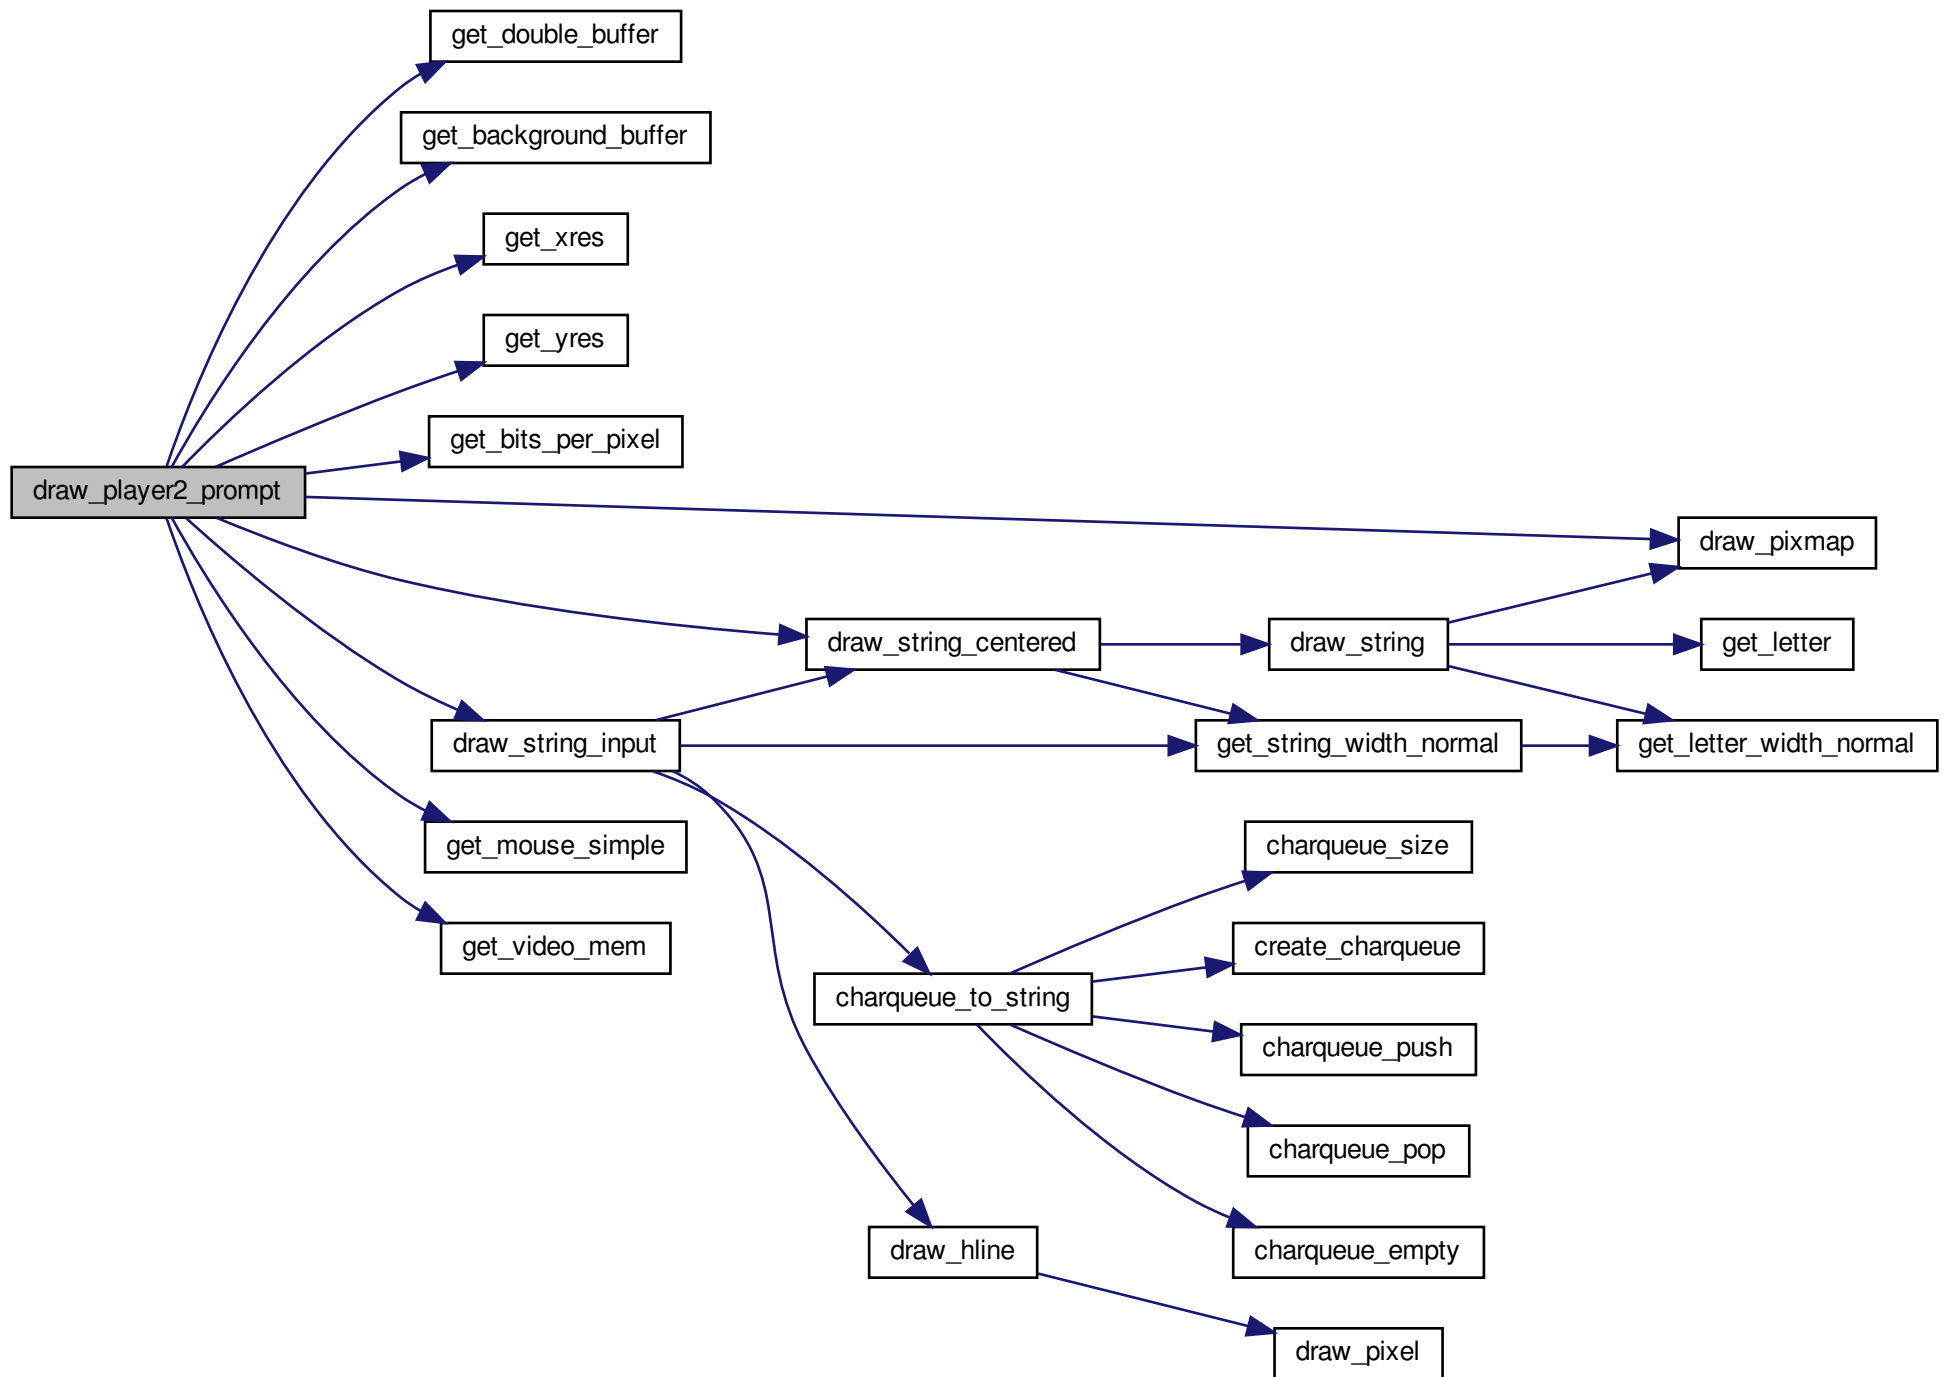 get_double_buffer
get_background_buffer
get_xres
get_yres
get_bits_per_pixel
draw_player2_prompt
draw_pixmap
draw_string_centered
draw_string
get_letter
draw_string_input
get_string_width_normal
get_letter_width_normal
get_mouse_simple
charqueue_size
get_video_mem
create_charqueue
charqueue_to_string
charqueue_push
charqueue_pop
draw_hline
charqueue_empty
draw_pixel